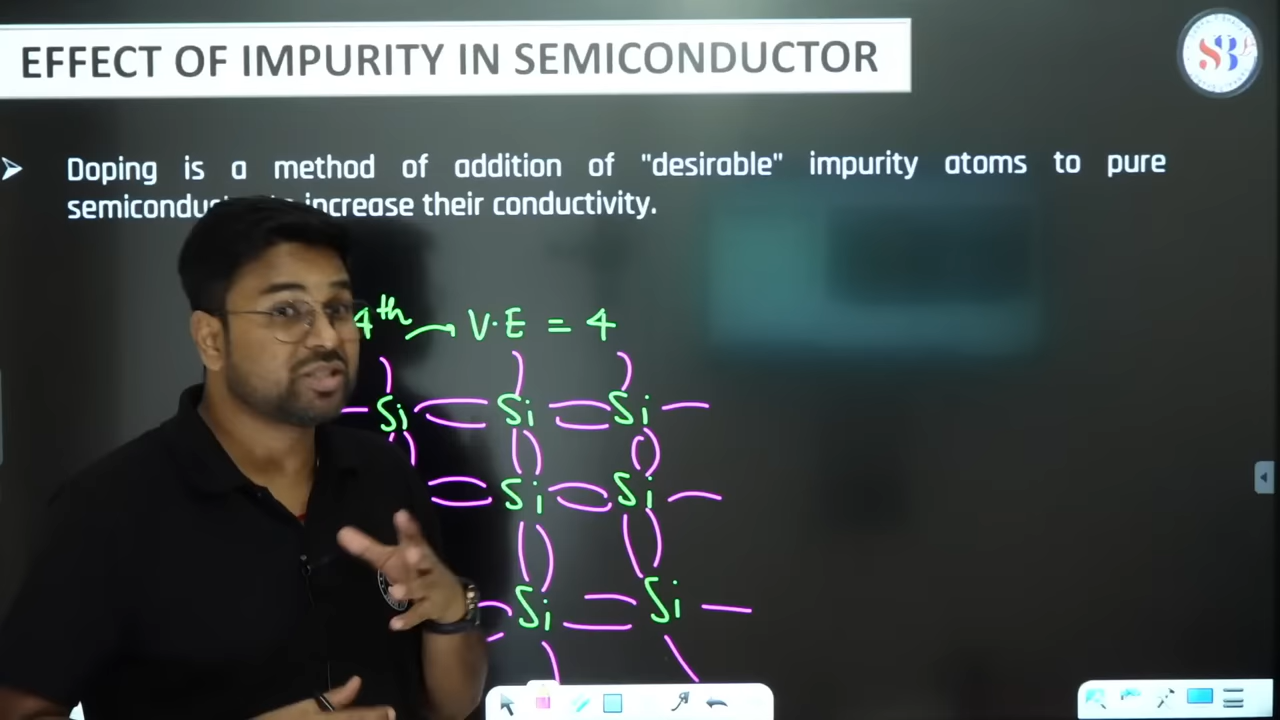 EFFECT OF IMPURITY IN SEMICONDUCTOR
SB
Doping is a method of addition of "desirable" impurity atoms to pure
increase their conductivity.
4th → V.E = 4
Si Si Si
Si Si
Si Si